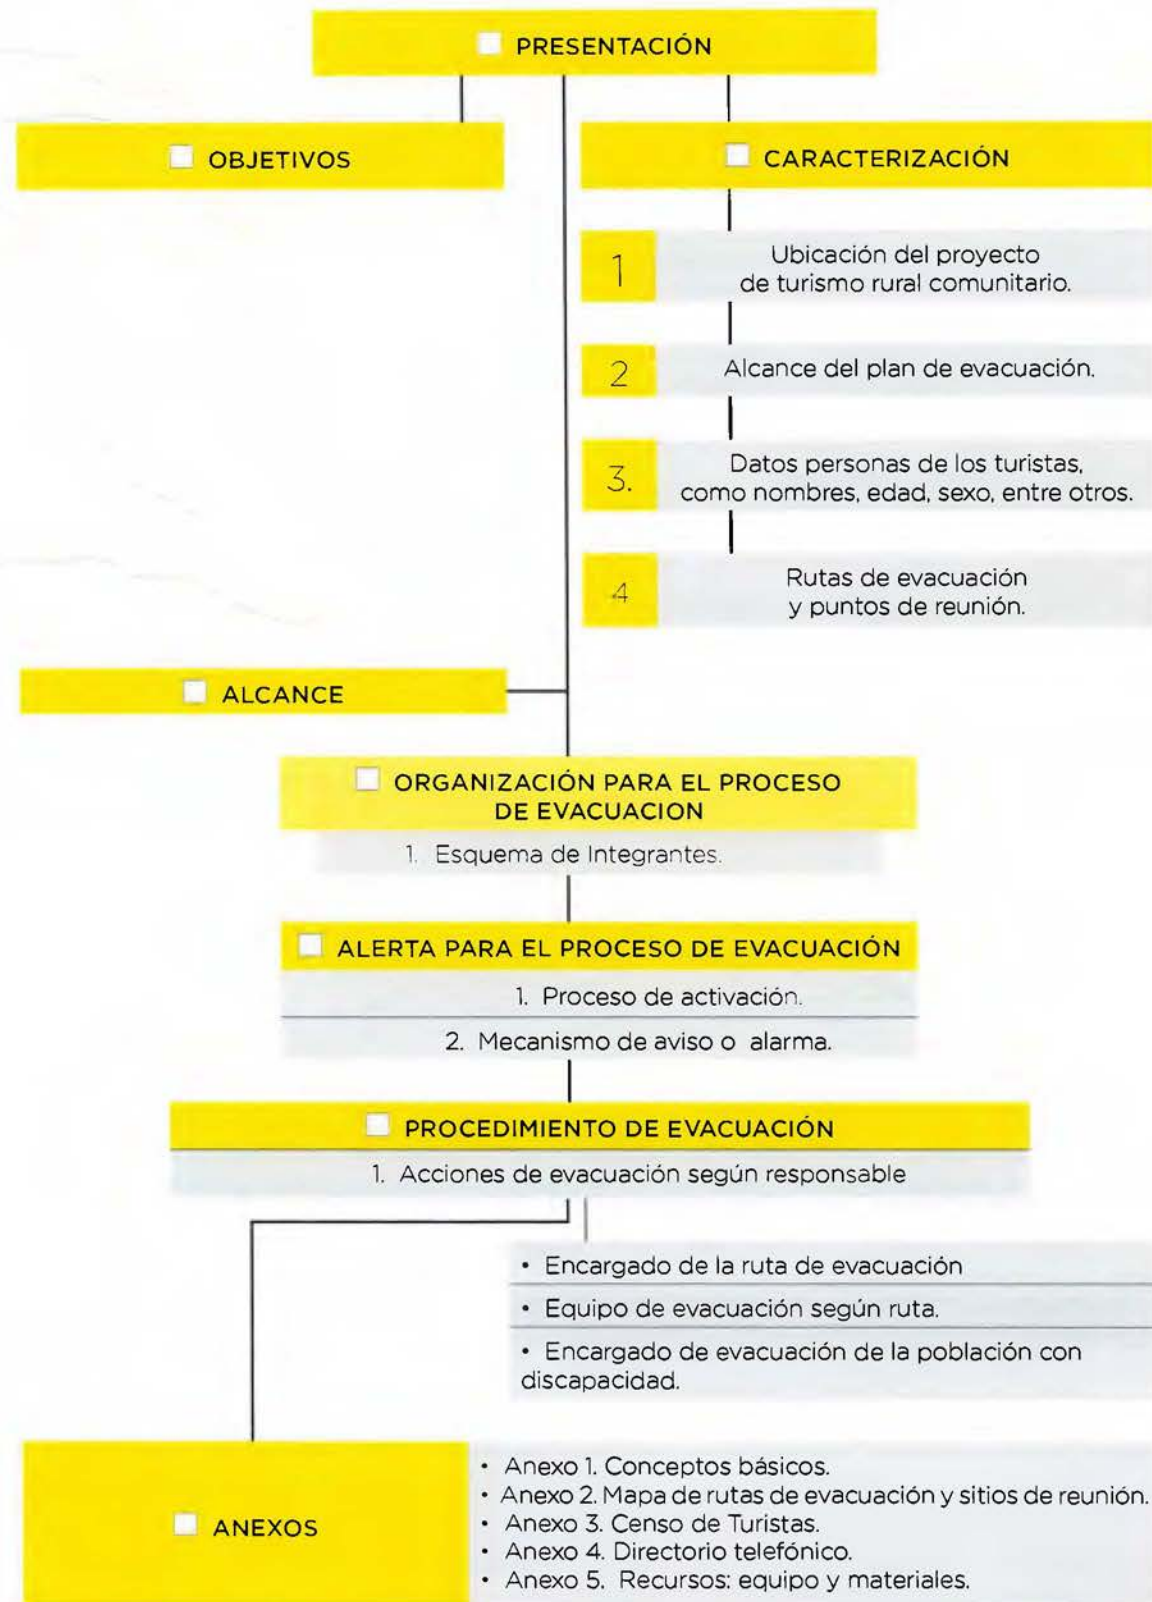 PRESENTACIÓN
OBJETIVOS
CARACTERIZACIÓN
1
Ubicación del proyecto
de turismo rural comunitario.
2
Alcance del plan de evacuación.
3.
Datos personas de los turistas,
como nombres, edad, sexo, entre otros.
4
Rutas de evacuación
y puntos de reunión.
ALCANCE
ORGANIZACIÓN PARA EL PROCESO
DE EVACUACION
1. Esquema de Integrantes.
ALERTA PARA EL PROCESO DE EVACUACIÓN
1. Proceso de activación.
2. Mecanismo de aviso o alarma.
PROCEDIMIENTO DE EVACUACIÓN
1. Acciones de evacuación según responsable
• Encargado de la ruta de evacuación
• Equipo de evacuación según ruta.
• Encargado de evacuación de la población con
discapacidad.
ANEXOS
• Anexo 1. Conceptos básicos.
• Anexo 2. Mapa de rutas de evacuación y sitios de reunión.
• Anexo 3. Censo de Turistas.
• Anexo 4. Directorio telefónico.
• Anexo 5. Recursos: equipo y materiales.